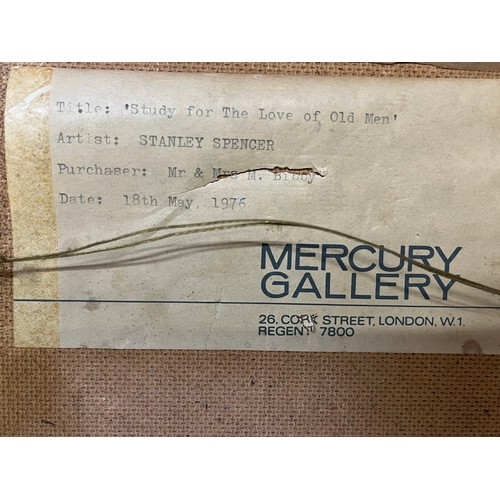 Title: 'Study for The Love of Old Men'
Artist: STANLEY SPENCER
Purchaser: Mr & Mrs M. Bibby
Date: 18th May, 1976
MERCURY
GALLERY
26, CORK STREET, LONDON, W.1.
REGENT 7800